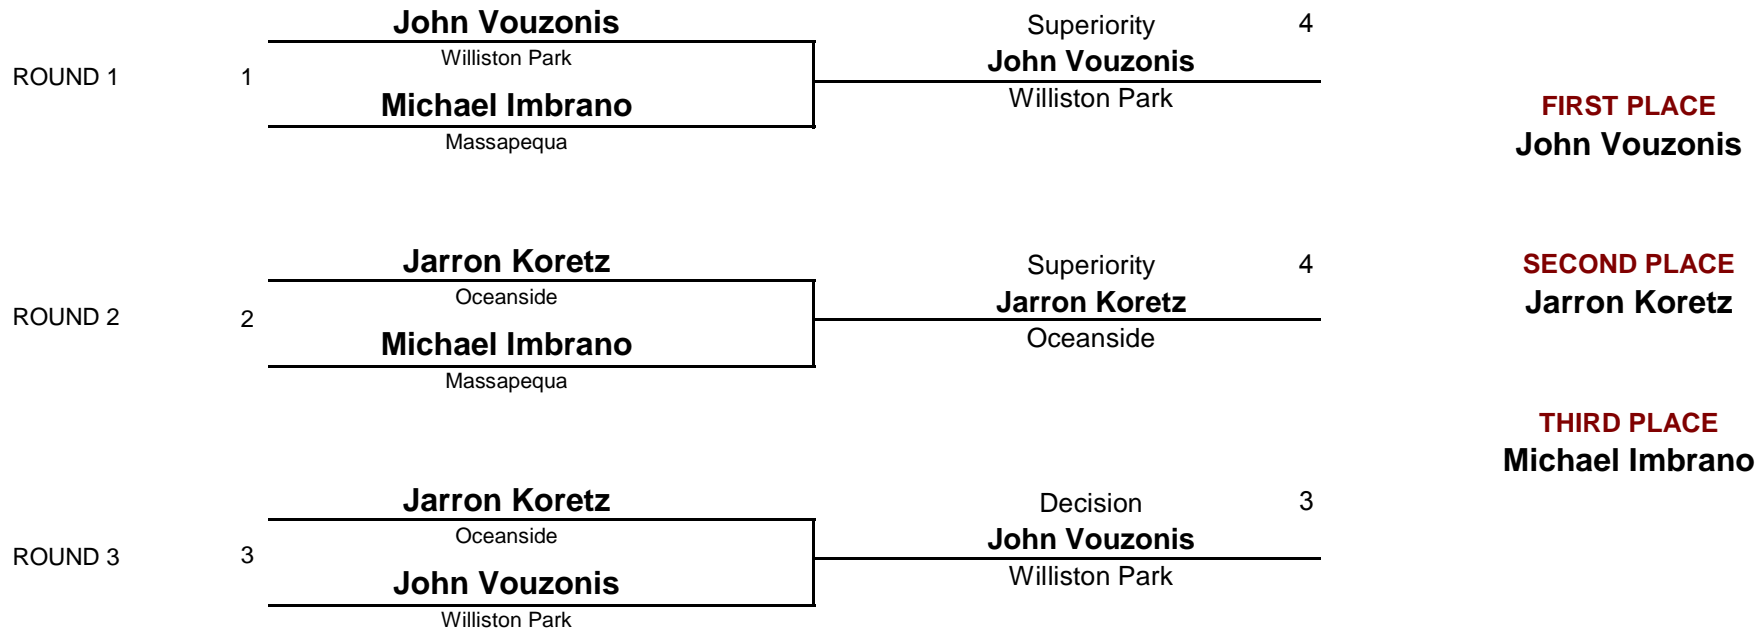 John Vouzonis
Williston Park
ROUND 1
1
Michael Imbrano
Massapequa
Superiority
4
John Vouzonis
Williston Park
FIRST PLACE
John Vouzonis
Jarron Koretz
Oceanside
ROUND 2
2
Michael Imbrano
Massapequa
Superiority
4
Jarron Koretz
Oceanside
SECOND PLACE
Jarron Koretz
THIRD PLACE
Michael Imbrano
Jarron Koretz
Oceanside
ROUND 3
3
John Vouzonis
Williston Park
Decision
3
John Vouzonis
Williston Park